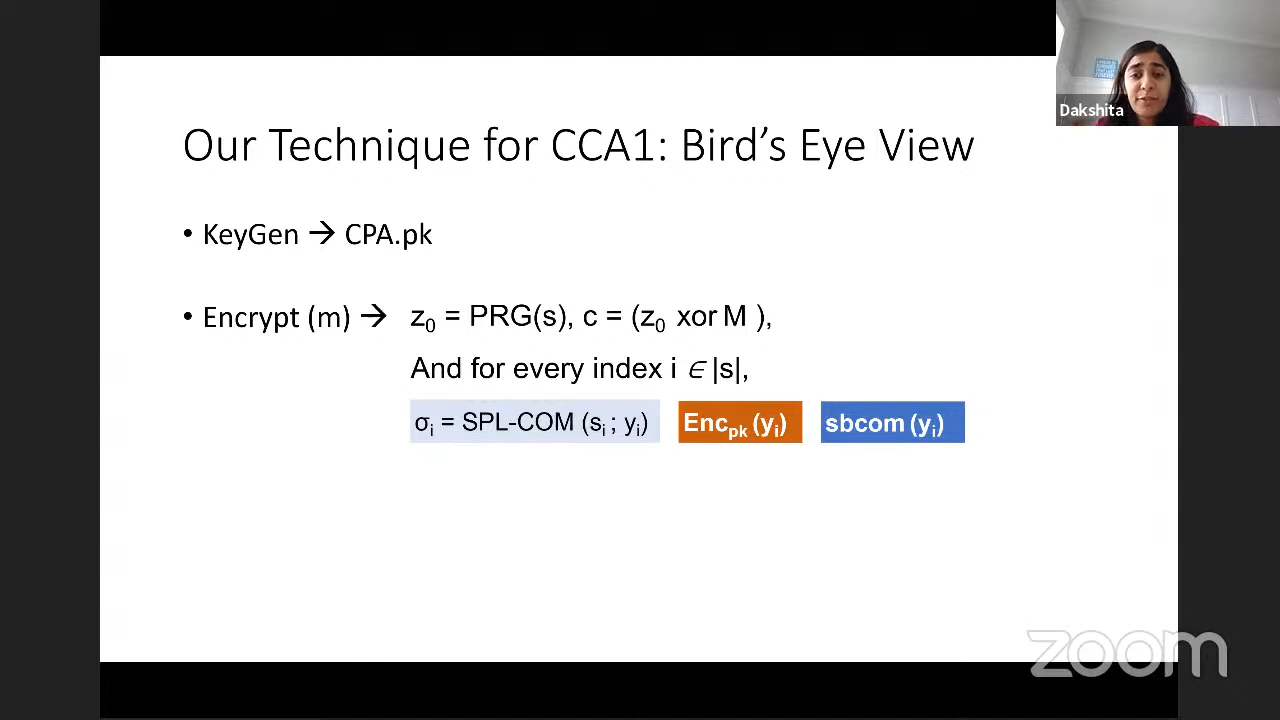 Dakshita
Our Technique for CCA1: Bird's Eye View
• KeyGen → CPA.pk
• Encrypt (m) → z₀ = PRG(s), c = (z₀ xor M ),
And for every index i ∈ |s|,
σᵢ = SPL-COM (sᵢ ; yᵢ) Encₚₖ (yᵢ) sbcom (yᵢ)
zoom